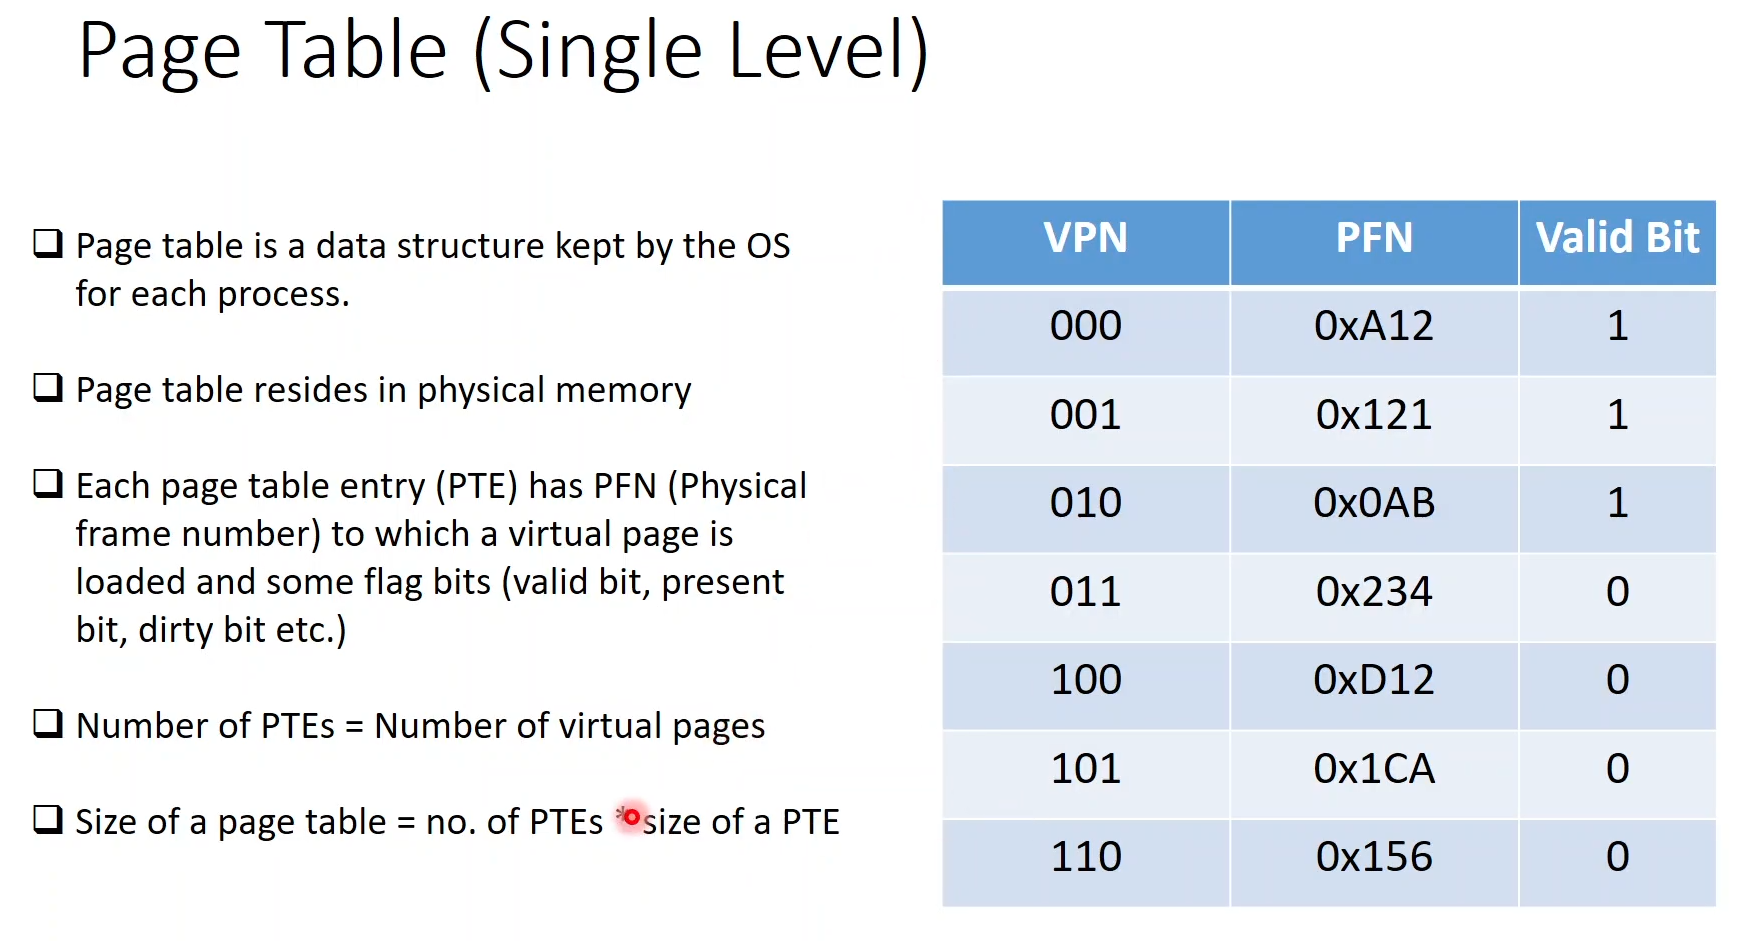 Page Table (Single Level)
Page table is a data structure kept by the OS
for each process.
Page table resides in physical memory
Each page table entry (PTE) has PFN (Physical
frame number) to which a virtual page is
loaded and some flag bits (valid bit, present
bit, dirty bit etc.)
Number of PTEs = Number of virtual pages
Size of a page table = no. of PTEs * size of a PTE
VPN PFN Valid Bit
000 0xA12 1
001 0x121 1
010 0x0AB 1
011 0x234 0
100 0xD12 0
101 0x1CA 0
110 0x156 0